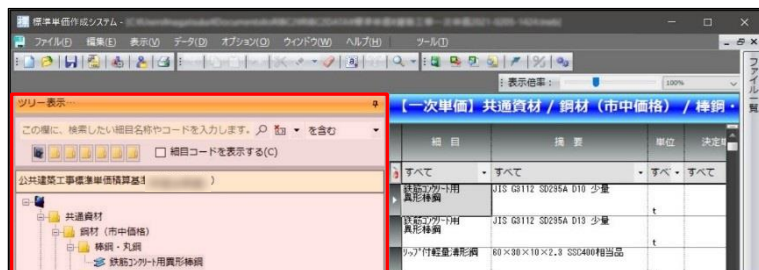 標準単価作成システム -
ファイル(F) 編集(E) 表示(V) データ(D) オプション(O) ウィンドウ(W) ヘルプ(H) ツール(T)
表示倍率: 100%
ファイル一覧
ツリー表示…
この欄に、検索したい細目名称やコードを入力します。 を含む
細目コードを表示する(C)
公共建築工事標準単価積算基準 )
共通資材
鋼材(市中価格)
棒鋼・丸鋼
鉄筋コンクリート用異形棒鋼
【一次単価】共通資材 / 鋼材(市中価格) / 棒鋼・
細 目 摘 要 単位 決定
すべて すべて すべ すべて
鉄筋コンクリート用異形棒鋼 JIS G3112 SD295A D10 少量 t
鉄筋コンクリート用異形棒鋼 JIS G3112 SD295A D13 少量 t
リップ付軽量溝形鋼 60×30×10×2.3 SSC400相当品